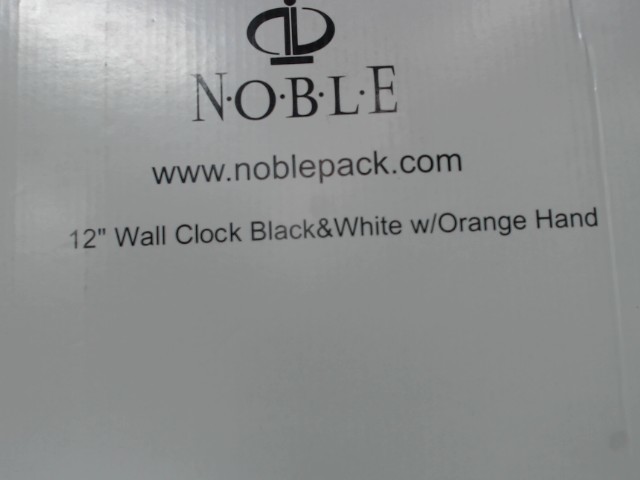 N·O·B·L·E
www.noblepack.com
12" Wall Clock Black&White w/Orange Hand